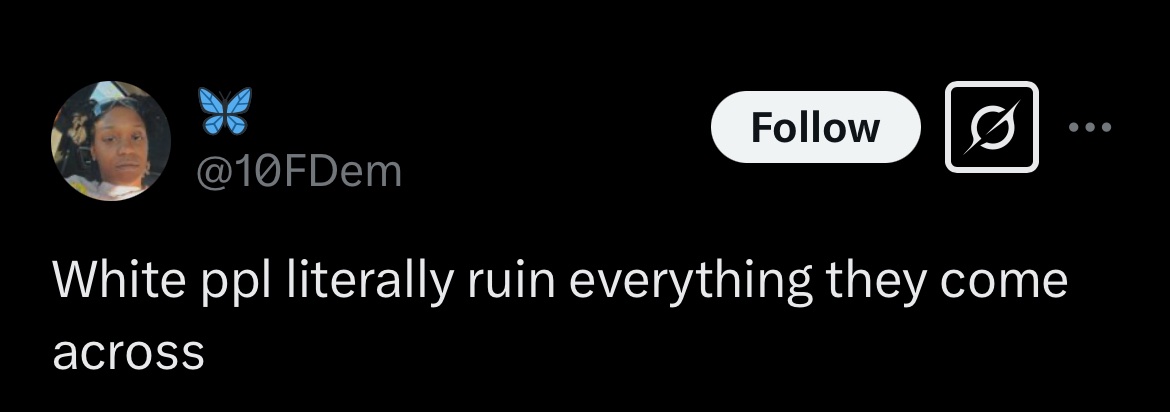 🦋
@10FDem
Follow
White ppl literally ruin everything they come
across